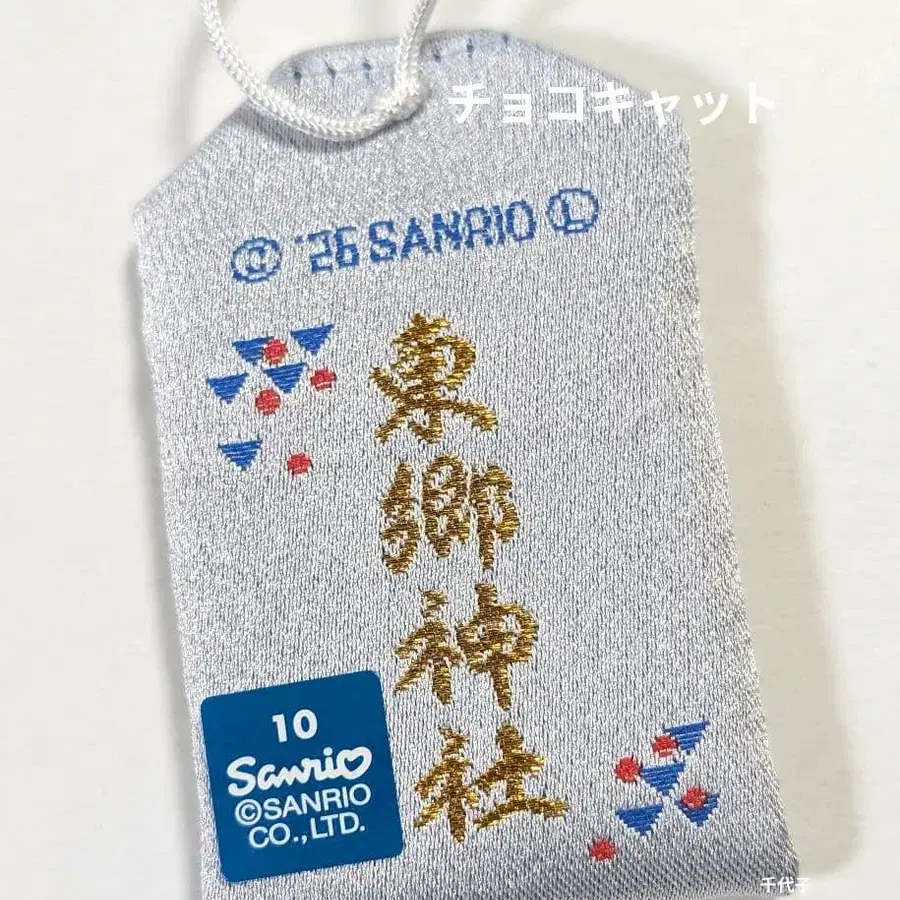 チョコキャット
© '26 SANRIO Ⓛ
東郷神社
10
Sanrio
©SANRIO
CO.,LTD.
千代子